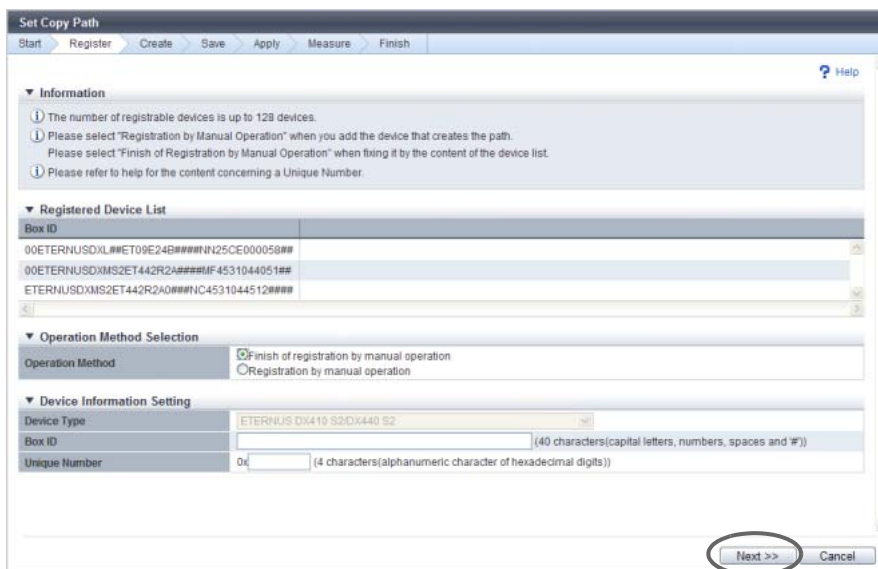 Set Copy Path
Start Register Create Save Apply Measure Finish
? Help
▼ Information
The number of registrable devices is up to 128 devices.
Please select "Registration by Manual Operation" when you add the device that creates the path.
Please select "Finish of Registration by Manual Operation" when fixing it by the content of the device list.
Please refer to help for the content concerning a Unique Number.
▼ Registered Device List
Box ID
00ETERNUSDXL##ET09E24B####NN25CE000058##
00ETERNUSDXMS2ET442R2A####MF4531044051##
ETERNUSDXMS2ET442R2A0###NC4531044512####
▼ Operation Method Selection
Operation Method
Finish of registration by manual operation
Registration by manual operation
▼ Device Information Setting
Device Type ETERNUS DX410 S2/DX440 S2
Box ID (40 characters(capital letters, numbers, spaces and '#'))
Unique Number 0x (4 characters(alphanumeric character of hexadecimal digits))
Next >> Cancel